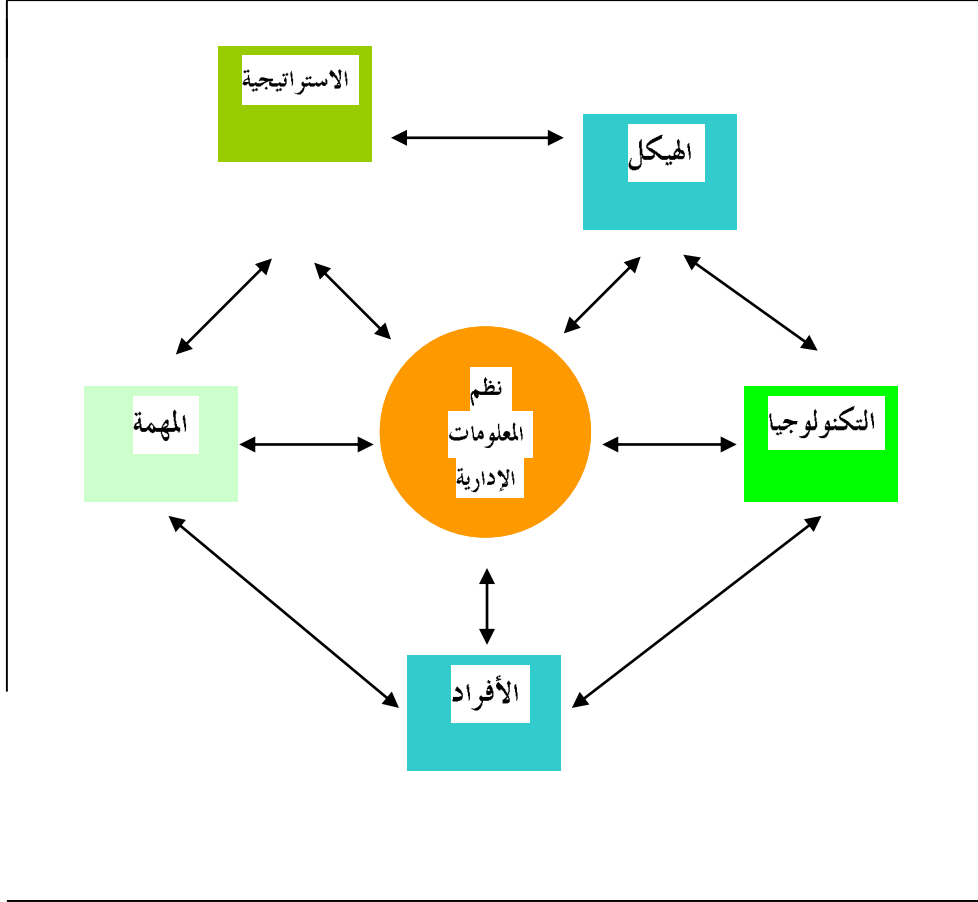 الاستراتيجية
الهيكل
نظم
المعلومات
الإدارية
التكنولوجيا
المهمة
الأفراد